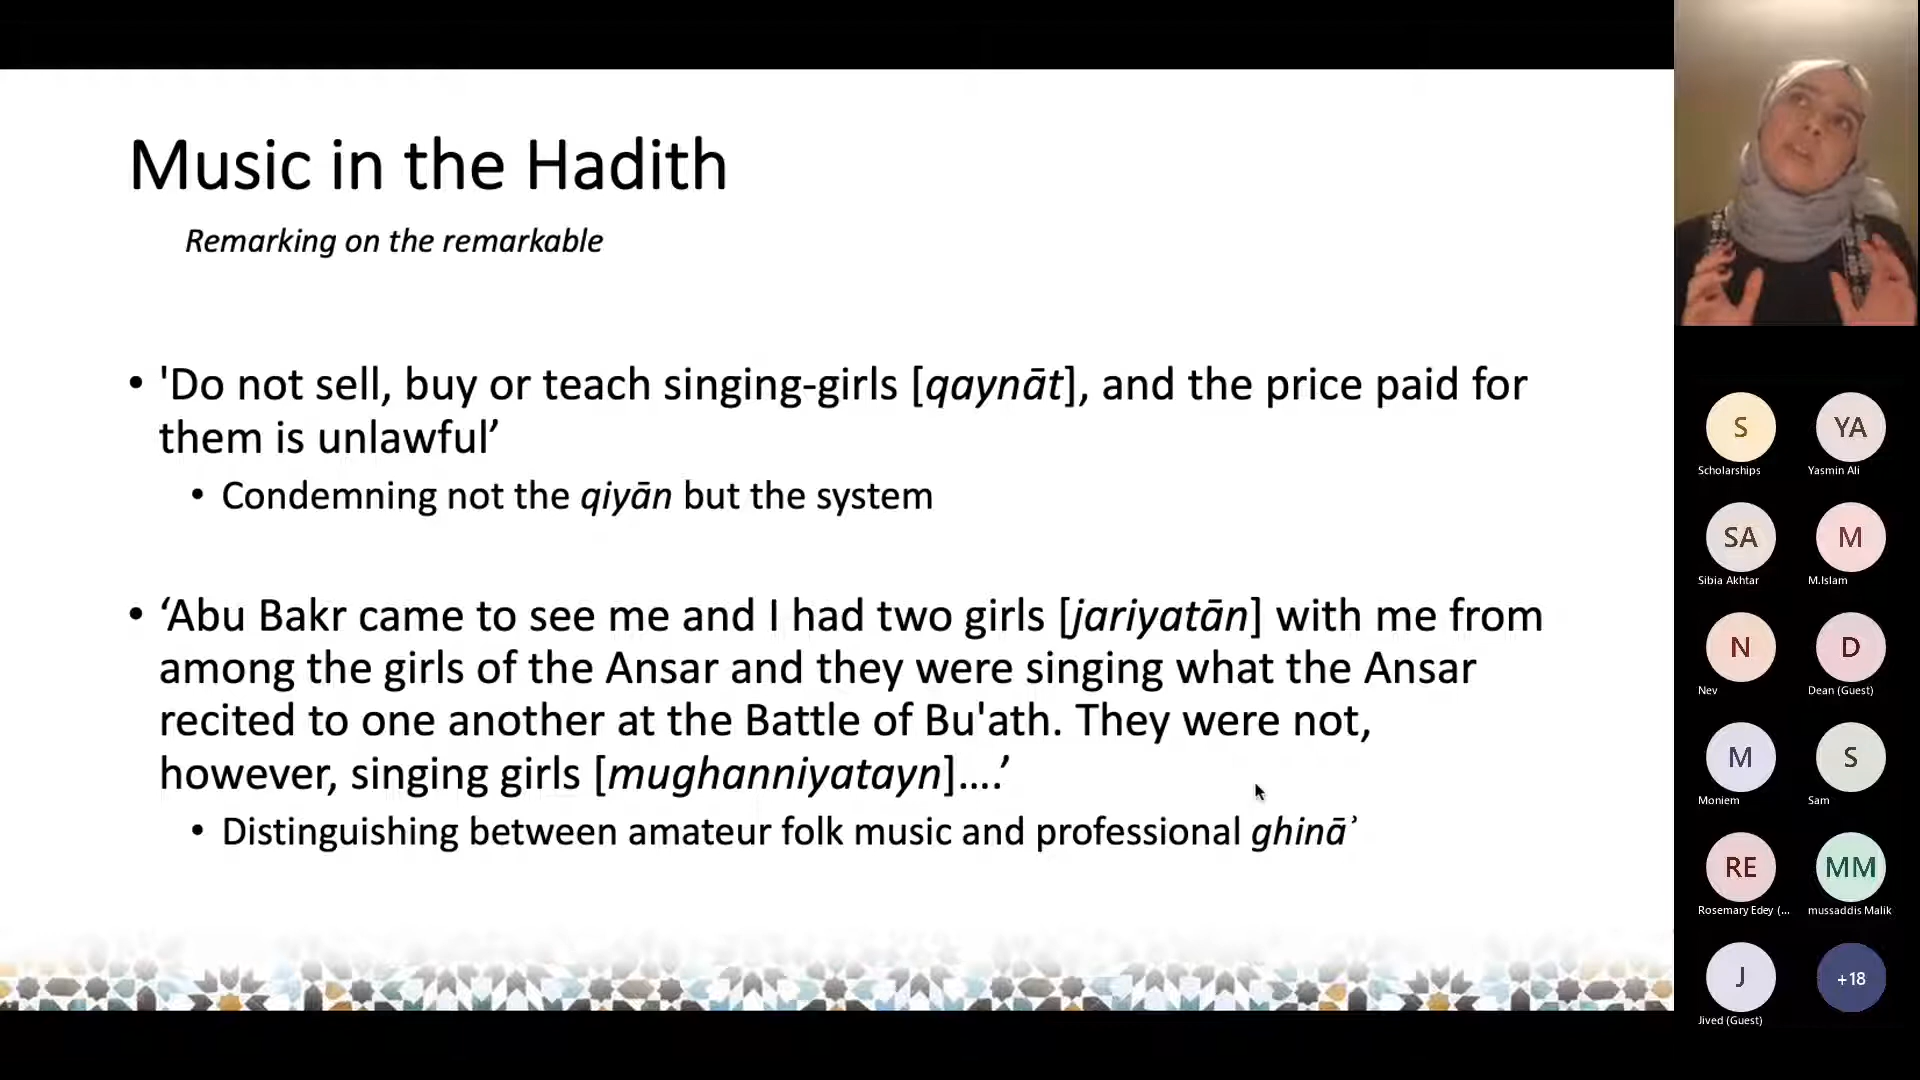 Music in the Hadith
Remarking on the remarkable
• 'Do not sell, buy or teach singing-girls [qaynāt], and the price paid for
them is unlawful’
• Condemning not the qiyān but the system
• ‘Abu Bakr came to see me and I had two girls [jariyatān] with me from
among the girls of the Ansar and they were singing what the Ansar
recited to one another at the Battle of Bu'ath. They were not,
however, singing girls [mughanniyatayn]….’
• Distinguishing between amateur folk music and professional ghināʾ
S
Scholarships
YA
Yasmin Ali
SA
Sibia Akhtar
M
M.Islam
N
Nev
D
Dean (Guest)
M
Moniem
S
Sam
RE
Rosemary Edey (...
MM
mussaddis Malik
J
Jived (Guest)
+18